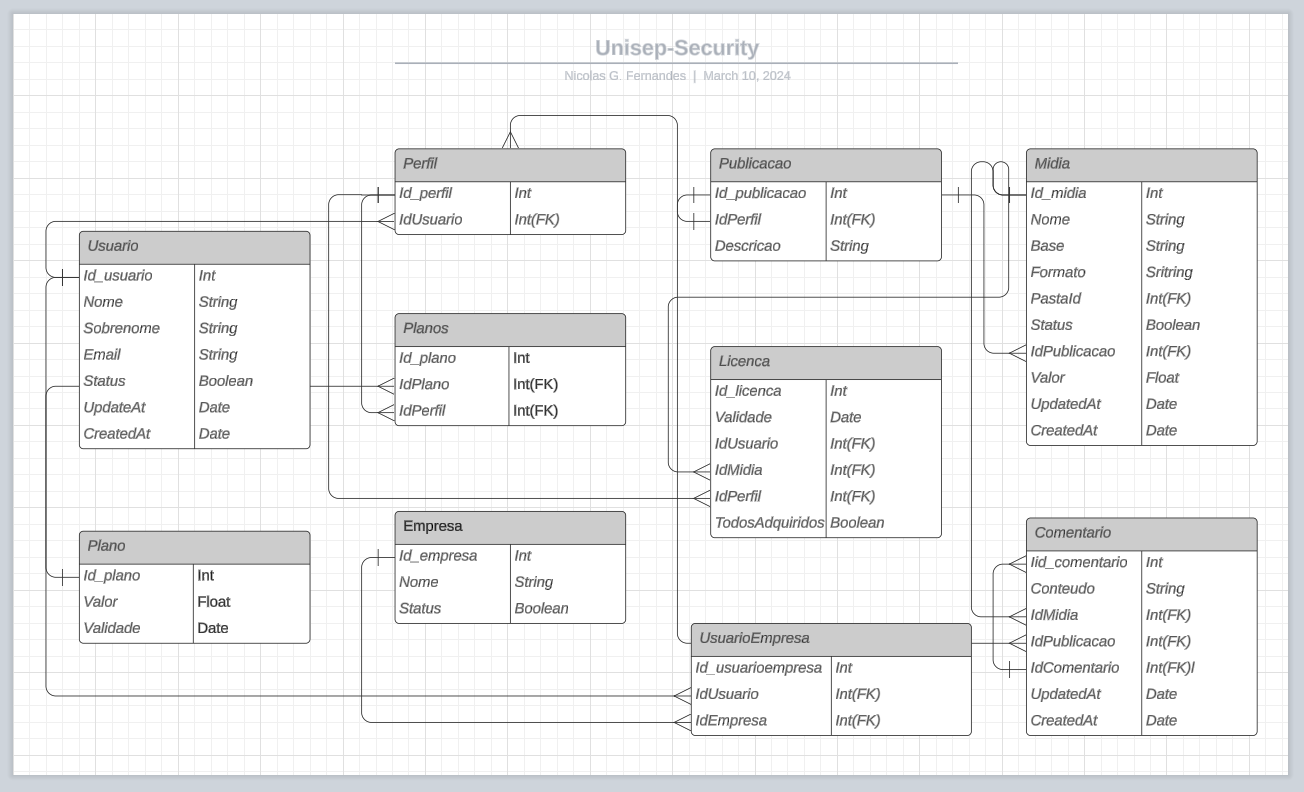 Unisep-Security
Nicolas G. Fernandes | March 10, 2024
Perfil
Id_perfil Int
IdUsuario Int(FK)
Usuario
Id_usuario Int
Nome String
Sobrenome String
Email String
Status Boolean
UpdateAt Date
CreatedAt Date
Planos
Id_plano Int
IdPlano Int(FK)
IdPerfil Int(FK)
Plano
Id_plano Int
Valor Float
Validade Date
Empresa
Id_empresa Int
Nome String
Status Boolean
Publicacao
Id_publicacao Int
IdPerfil Int(FK)
Descricao String
Licenca
Id_licenca Int
Validade Date
IdUsuario Int(FK)
IdMidia Int(FK)
IdPerfil Int(FK)
TodosAdquiridos Boolean
UsuarioEmpresa
Id_usuarioempresa Int
IdUsuario Int(FK)
IdEmpresa Int(FK)
Midia
Id_midia Int
Nome String
Base String
Formato Sritring
PastaId Int(FK)
Status Boolean
IdPublicacao Int(FK)
Valor Float
UpdatedAt Date
CreatedAt Date
Comentario
Iid_comentario Int
Conteudo String
IdMidia Int(FK)
IdPublicacao Int(FK)
IdComentario Int(FK)l
UpdatedAt Date
CreatedAt Date